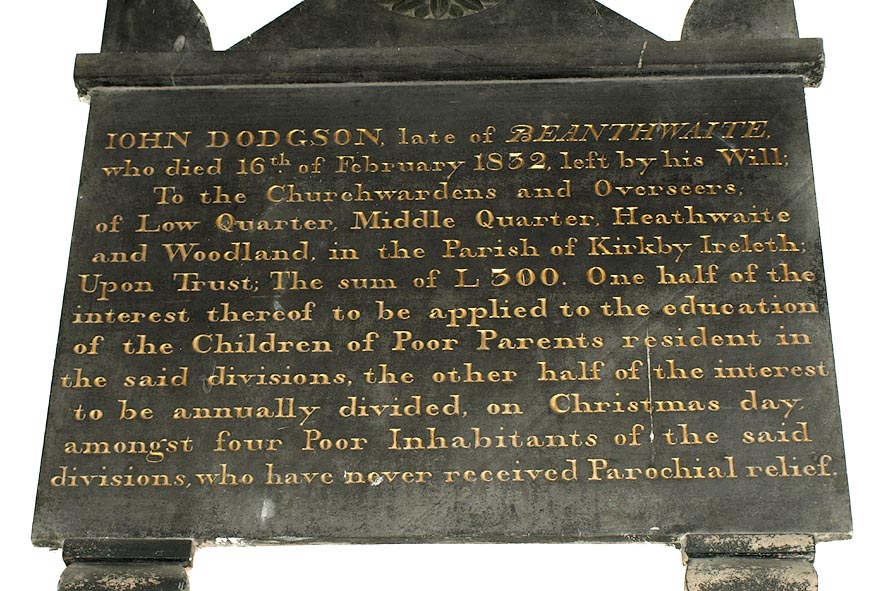 IOHN DODGSON, late of BEANTHWAITE,
who died 16th of February 1832, left by his Will;
To the Churchwardens and Overseers,
of Low Quarter, Middle Quarter, Heathwaite
and Woodland, in the Parish of Kirkby Ireleth;
Upon Trust; The sum of L 300. One half of the
interest thereof to be applied to the education
of the Children of Poor Parents resident in
the said divisions, the other half of the interest
to be annually divided, on Christmas day,
amongst four Poor Inhabitants of the said
divisions, who have never received Parochial relief.